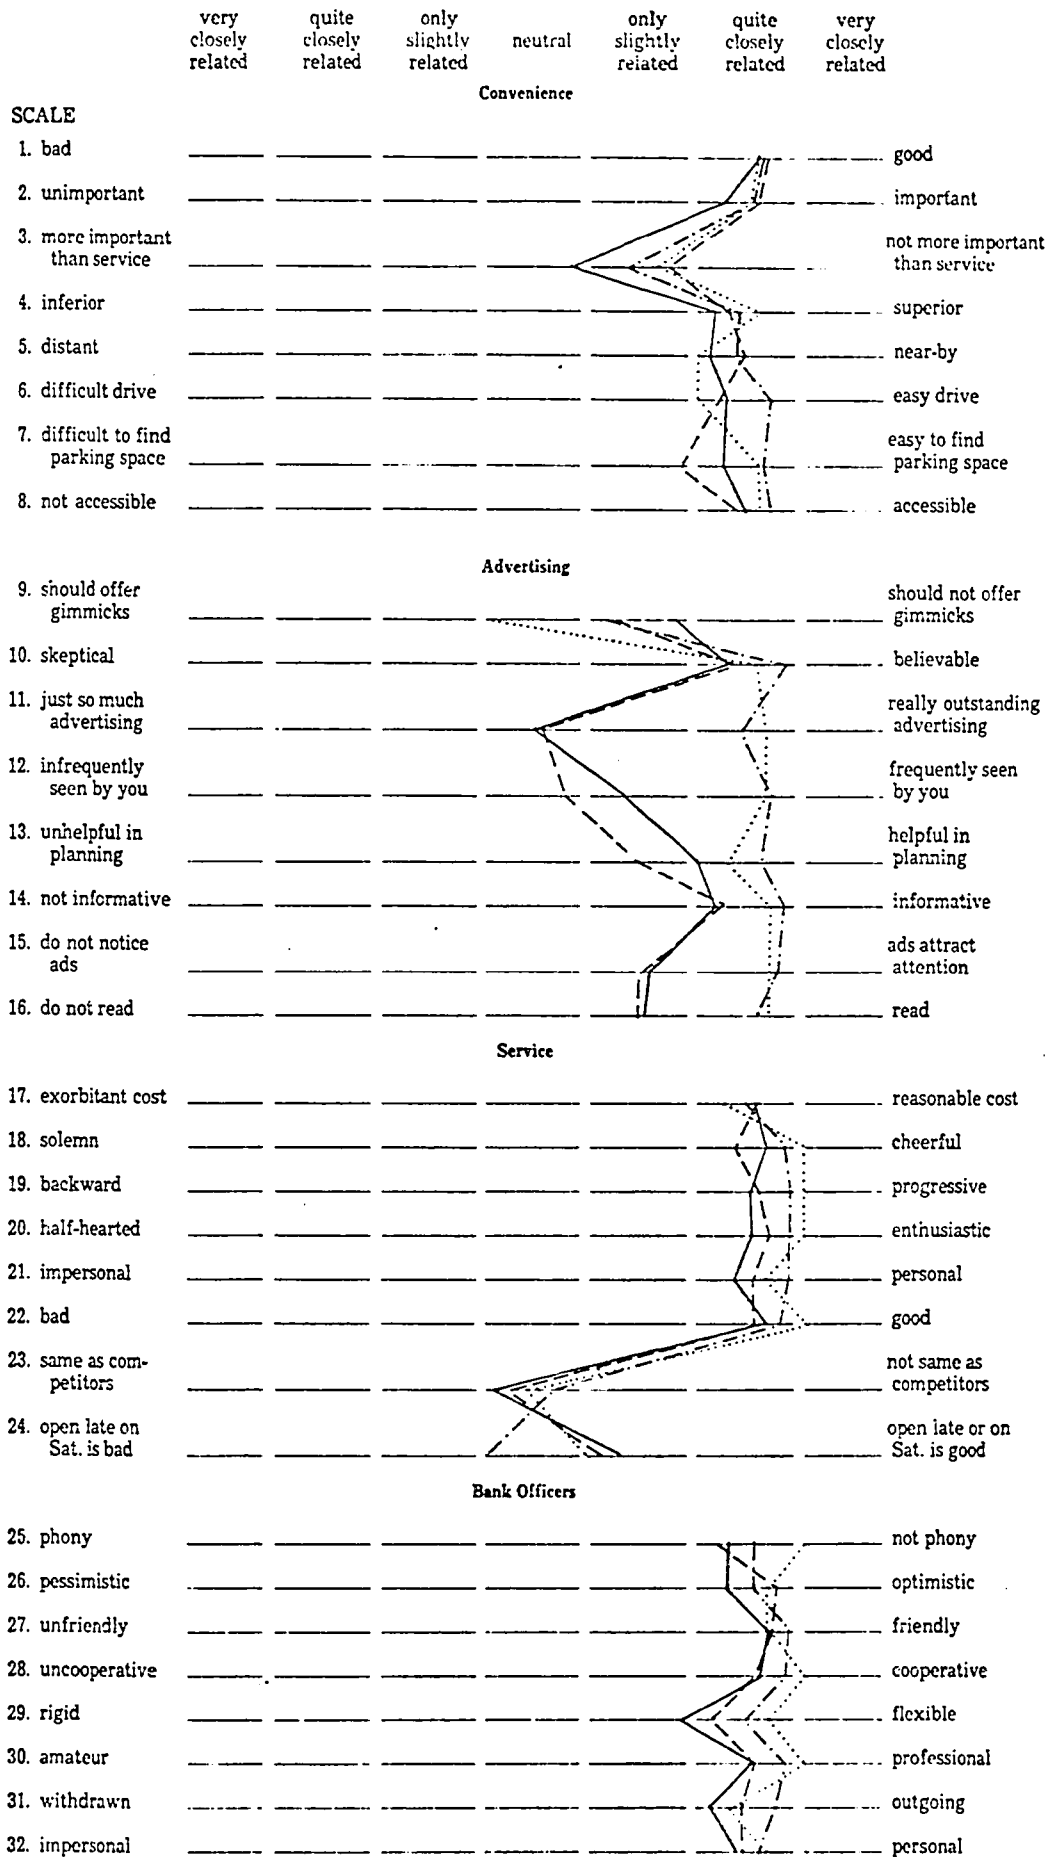 very quite only only quite very
closely closely slightly neutral slightly closely closely
related related related related related related
Convenience
SCALE
1. bad good
2. unimportant important
3. more important not more important
than service than service
4. inferior superior
5. distant near-by
6. difficult drive easy drive
7. difficult to find easy to find
parking space parking space
8. not accessible accessible
Advertising
9. should offer should not offer
gimmicks gimmicks
10. skeptical believable
11. just so much really outstanding
advertising advertising
12. infrequently frequently seen
seen by you by you
13. unhelpful in helpful in
planning planning
14. not informative informative
15. do not notice ads attract
ads attention
16. do not read read
Service
17. exorbitant cost reasonable cost
18. solemn cheerful
19. backward progressive
20. half-hearted enthusiastic
21. impersonal personal
22. bad good
23. same as com- not same as
petitors competitors
24. open late on open late or on
Sat. is bad Sat. is good
Bank Officers
25. phony not phony
26. pessimistic optimistic
27. unfriendly friendly
28. uncooperative cooperative
29. rigid flexible
30. amateur professional
31. withdrawn outgoing
32. impersonal personal